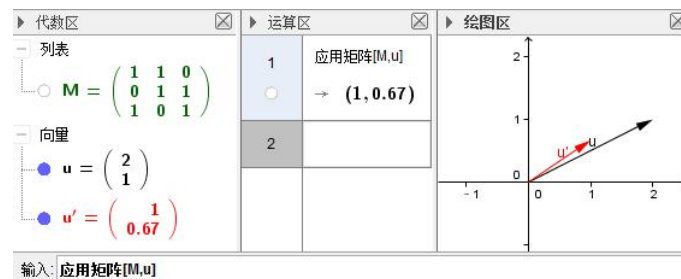 代数区
列表
M = ( 1 1 0
0 1 1
1 0 1 )
向量
u = ( 2
1 )
u′ = ( 1
0.67 )
运算区
1 应用矩阵[M,u]
→ (1,0.67)
2
绘图区
2
1
u' u
0
-1 0 1 2
输入: 应用矩阵[M,u]